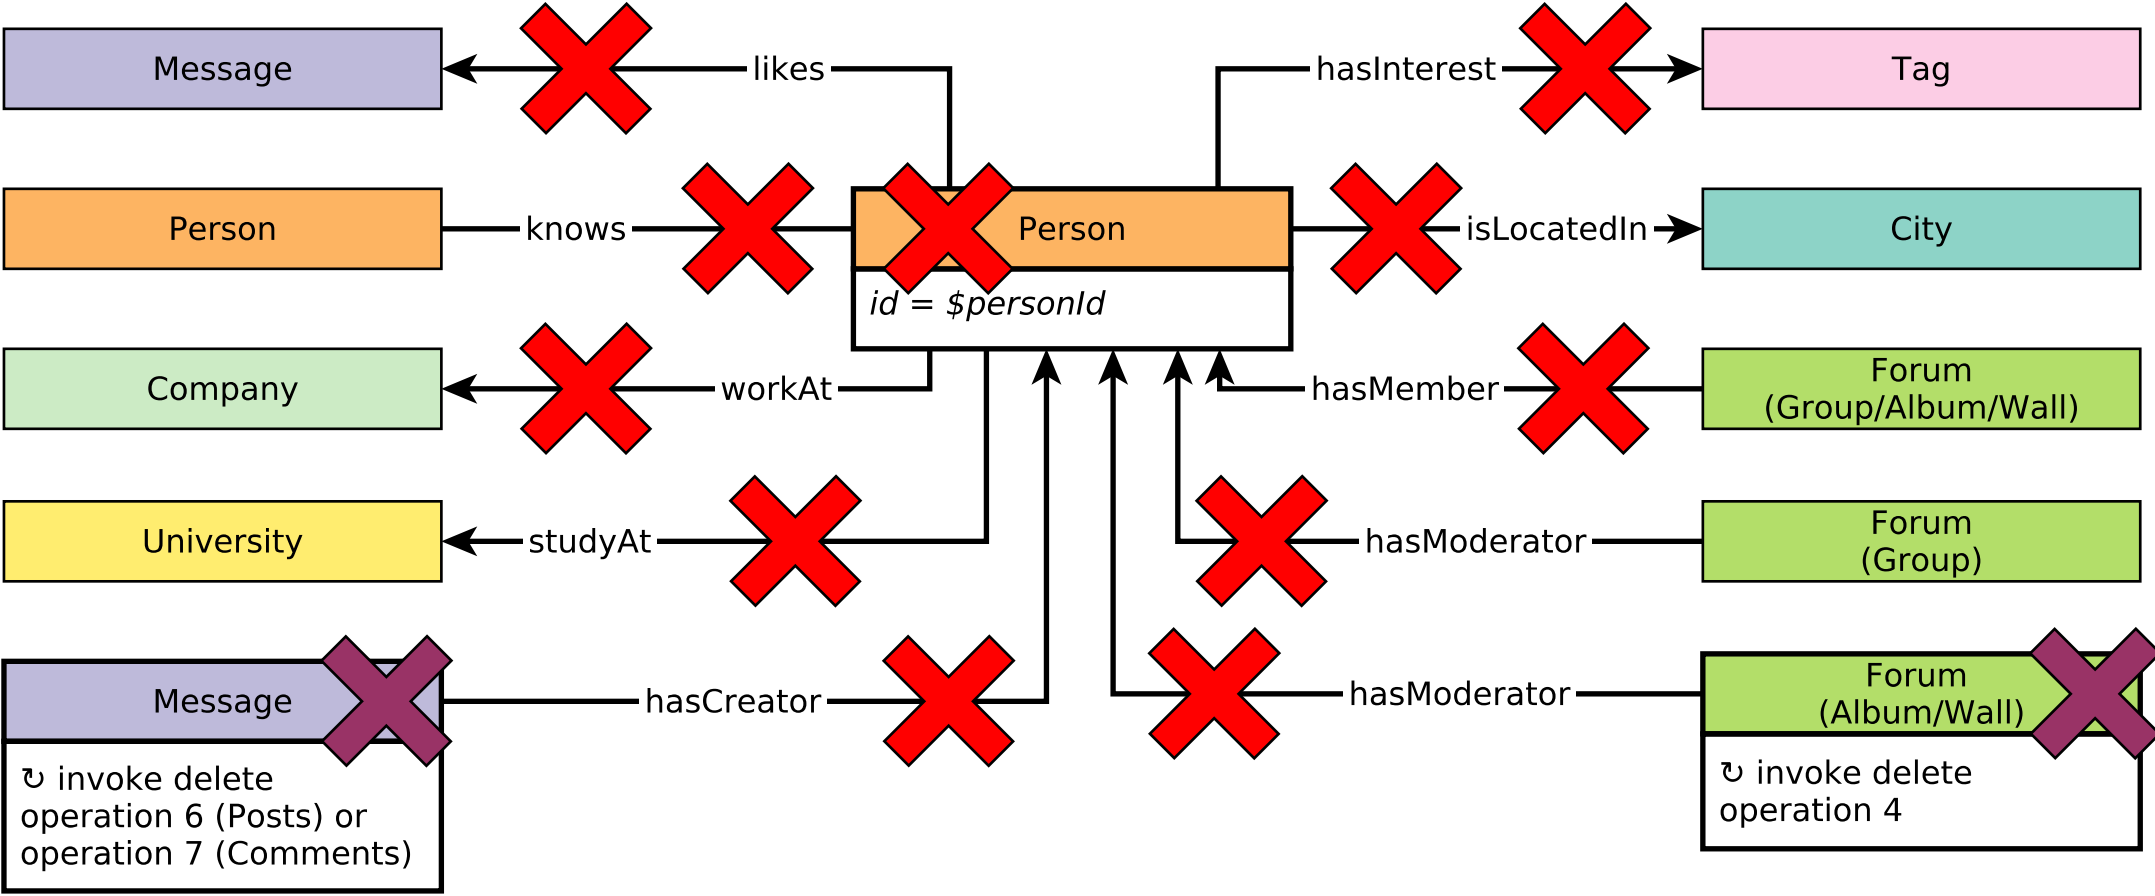 Message
likes
hasInterest
Tag
Person
knows
Person
isLocatedIn
City
id = $personId
Company
workAt
hasMember
Forum
(Group/Album/Wall)
University
studyAt
hasModerator
Forum
(Group)
Message
hasCreator
hasModerator
Forum
(Album/Wall)
↻ invoke delete
operation 6 (Posts) or
operation 7 (Comments)
↻ invoke delete
operation 4